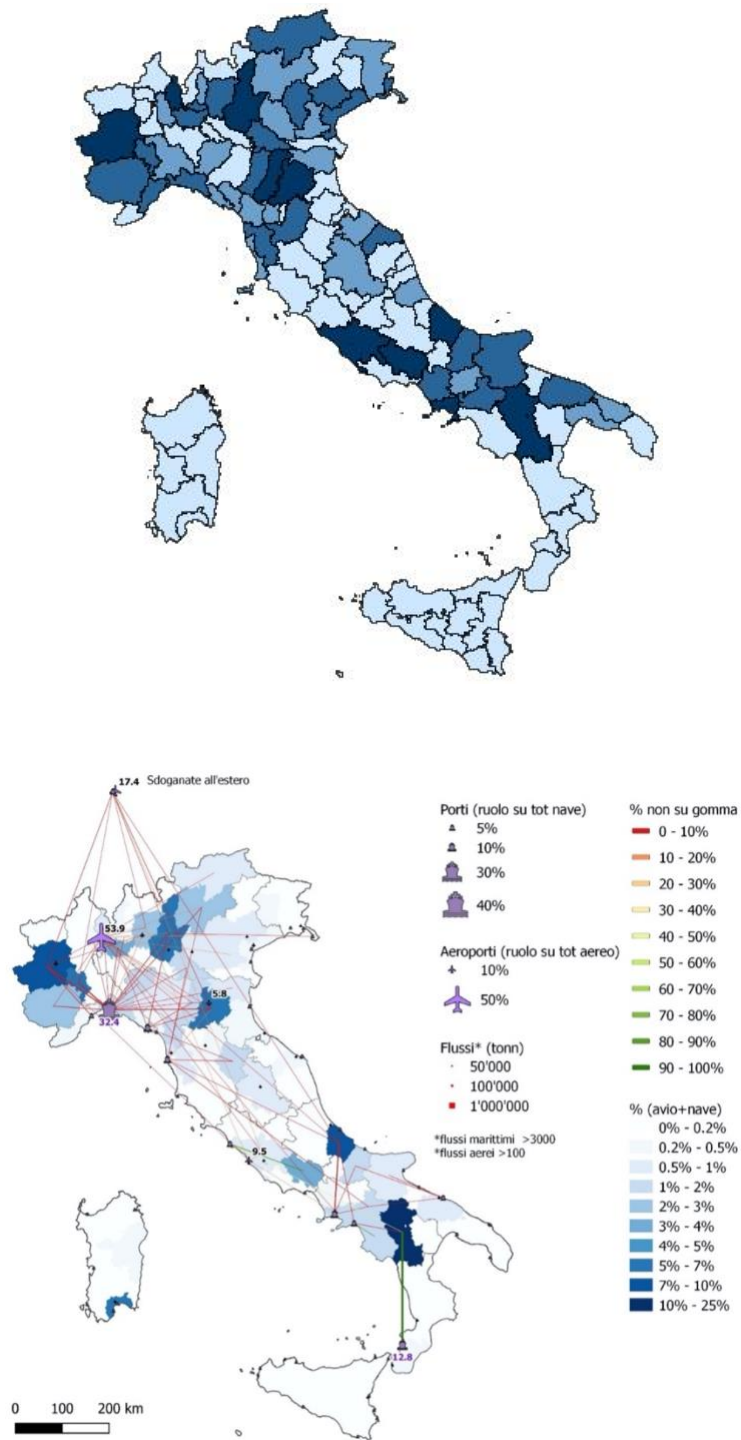 17.4 Sdoganate all'estero
53.9
5.8
32.4
9.5
12.8
0 100 200 km
Porti (ruolo su tot nave)
5%
10%
30%
40%
Aeroporti (ruolo su tot aereo)
10%
50%
Flussi* (tonn)
50'000
100'000
1'000'000
*flussi marittimi >3000
*flussi aerei >100
% non su gomma
0 - 10%
10 - 20%
20 - 30%
30 - 40%
40 - 50%
50 - 60%
60 - 70%
70 - 80%
80 - 90%
90 - 100%
% (avio+nave)
0% - 0.2%
0.2% - 0.5%
0.5% - 1%
1% - 2%
2% - 3%
3% - 4%
4% - 5%
5% - 7%
7% - 10%
10% - 25%